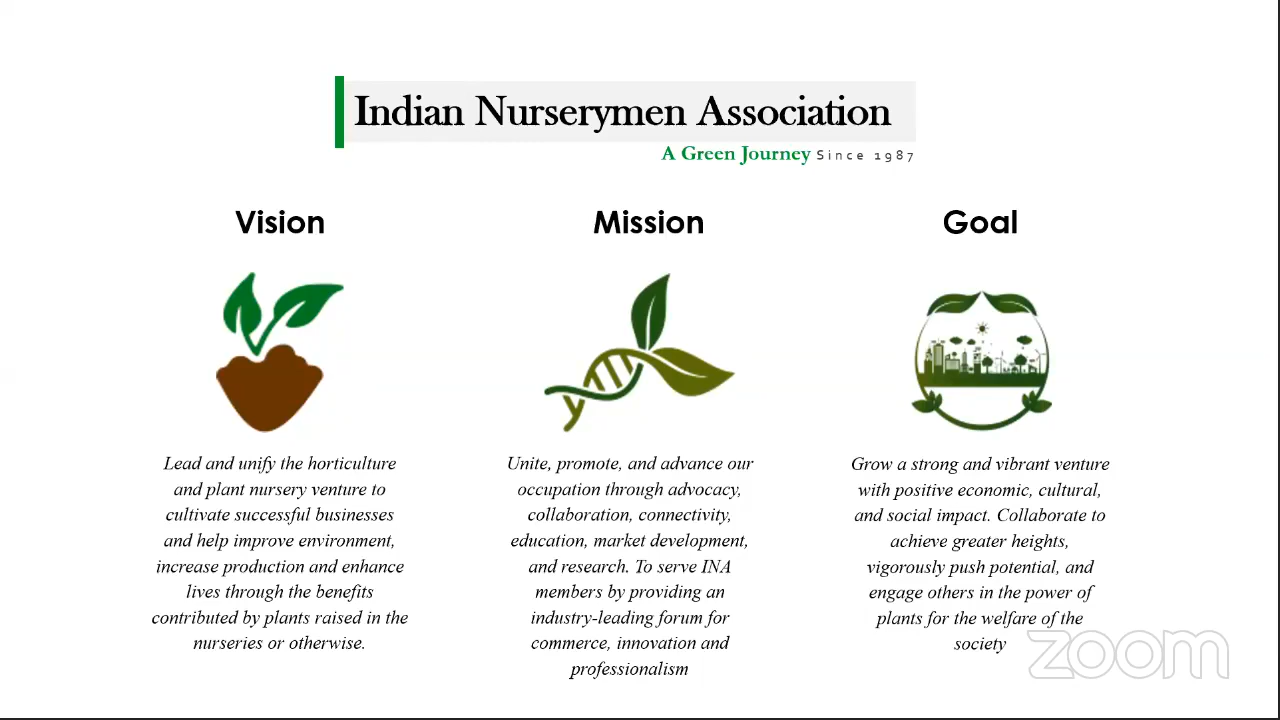 Indian Nurserymen Association
A Green Journey Since 1987
Vision
Lead and unify the horticulture
and plant nursery venture to
cultivate successful businesses
and help improve environment,
increase production and enhance
lives through the benefits
contributed by plants raised in the
nurseries or otherwise.
Mission
Unite, promote, and advance our
occupation through advocacy,
collaboration, connectivity,
education, market development,
and research. To serve INA
members by providing an
industry-leading forum for
commerce, innovation and
professionalism
Goal
Grow a strong and vibrant venture
with positive economic, cultural,
and social impact. Collaborate to
achieve greater heights,
vigorously push potential, and
engage others in the power of
plants for the welfare of the
society
zoom